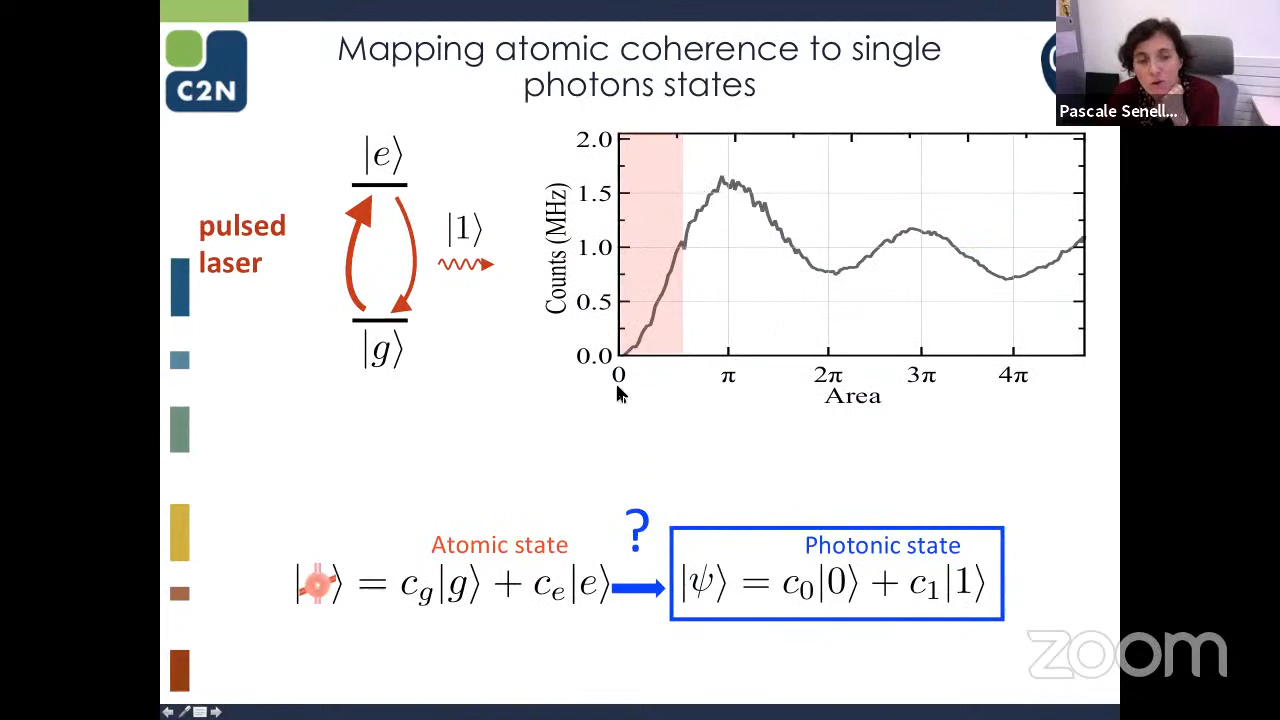 Mapping atomic coherence to single
photons states
C2N
Pascale Senell...
|e⟩
pulsed
laser
|1⟩
|g⟩
Counts (MHz)
2.0
1.5
1.0
0.5
0.0
0 π 2π 3π 4π
Area
?
Atomic state
Photonic state
| ⟩ = c_g|g⟩ + c_e|e⟩
|ψ⟩ = c₀|0⟩ + c₁|1⟩
zoom